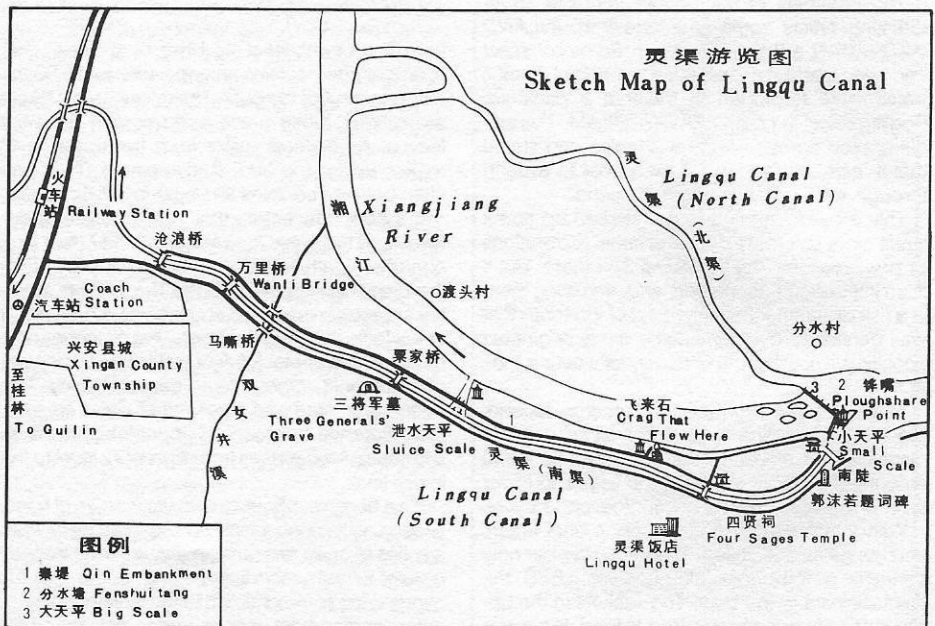 灵渠游览图
Sketch Map of Lingqu Canal
火车站
Railway Station
沧浪桥
万里桥
Wanli Bridge
湘江
Xiangjiang
River
灵渠(北渠)
Lingqu Canal
(North Canal)
Coach
Station
汽车站
马嘶桥
渡头村
分水村
兴安县城
Xingan County
Township
至桂林
To Guilin
双女井溪
粟家桥
三将军墓
Three Generals'
Grave
泄水天平
Sluice Scale
1
飞来石
Crag That
Flew Here
3 2 铧嘴
Ploughshare
Point
小天平
Small
Scale
南陡
郭沫若题词碑
灵渠(南渠)
Lingqu Canal
(South Canal)
四贤祠
Four Sages Temple
灵渠饭店
Lingqu Hotel
图例
1 秦堤 Qin Embankment
2 分水塘 Fenshuitang
3 大天平 Big Scale